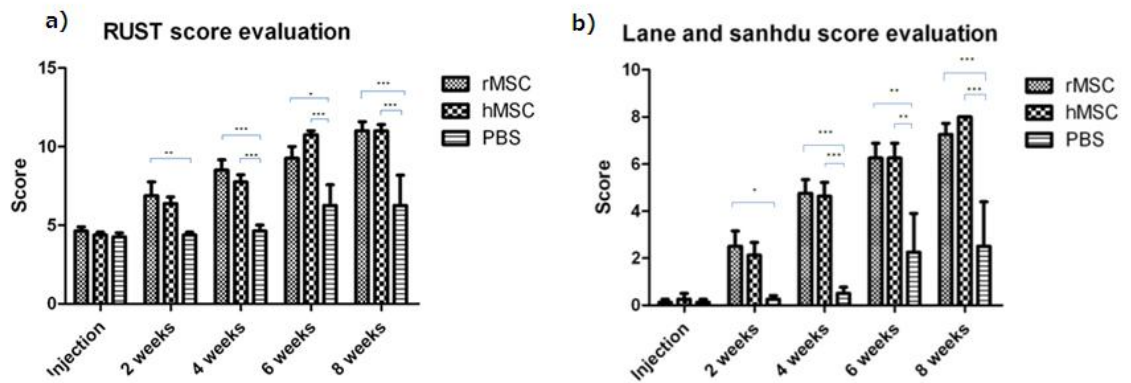 a)
RUST score evaluation
15
10
5
0
Score
**
***
***
*
***
***
***
Injection
2 weeks
4 weeks
6 weeks
8 weeks
rMSC
hMSC
PBS
b)
Lane and sanhdu score evaluation
10
8
6
4
2
0
Score
*
***
***
**
**
***
***
Injection
2 weeks
4 weeks
6 weeks
8 weeks
rMSC
hMSC
PBS